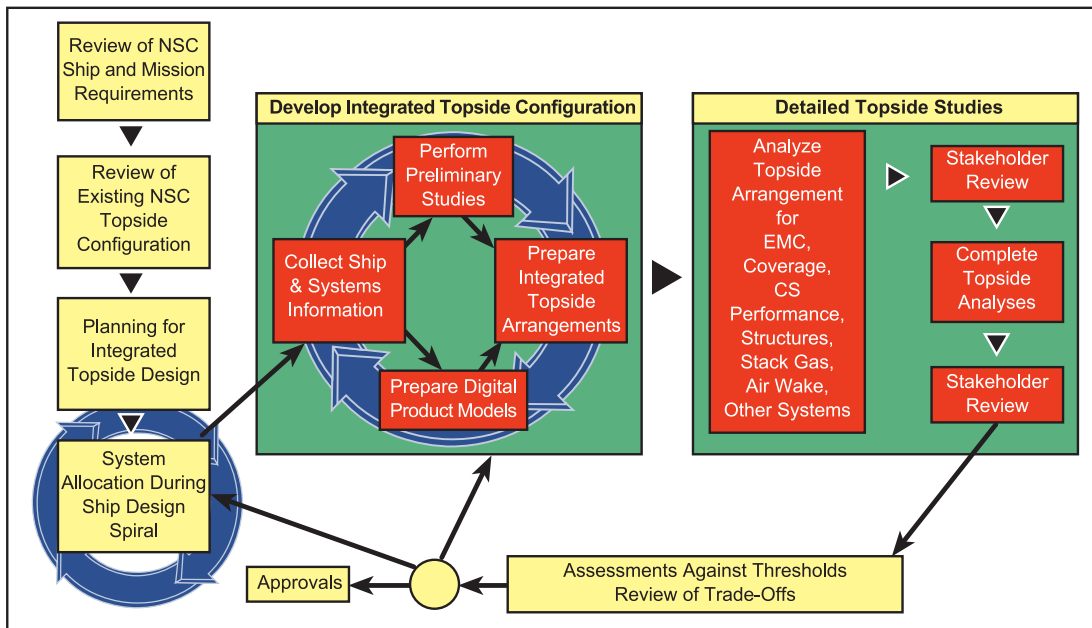 Review of NSC
Ship and Mission
Requirements
Review of
Existing NSC
Topside
Configuration
Planning for
Integrated
Topside Design
System
Allocation During
Ship Design
Spiral
Develop Integrated Topside Configuration
Perform
Preliminary
Studies
Collect Ship
& Systems
Information
Prepare
Integrated
Topside
Arrangements
Prepare Digital
Product Models
Detailed Topside Studies
Analyze
Topside
Arrangement
for
EMC,
Coverage,
CS
Performance,
Structures,
Stack Gas,
Air Wake,
Other Systems
Stakeholder
Review
Complete
Topside
Analyses
Stakeholder
Review
Assessments Against Thresholds
Review of Trade-Offs
Approvals